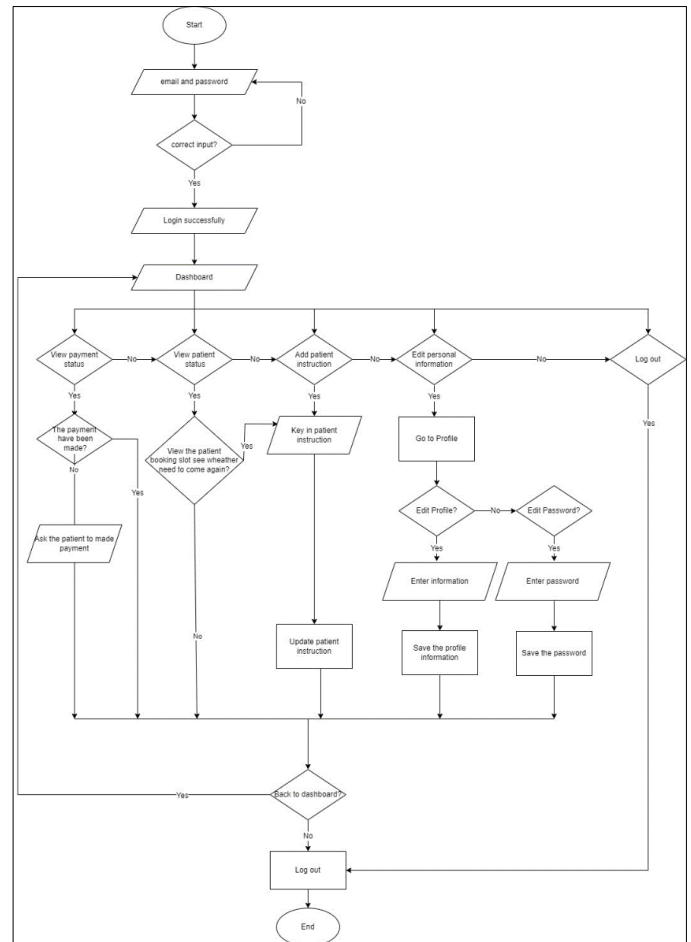 Start
email and password
No
correct input?
Yes
Login successfully
Dashboard
View payment
status
No
View patient
status
No
Add patient
instruction
No
Edit personal
information
No
Log out
Yes
Yes
Yes
Yes
Yes
The payment
have been
made?
No
Yes
View the patient
booking slot see wheather
need to come again?
Yes
Key in patient
instruction
Go to Profile
Ask the patient to made
payment
Edit Profile?
No
Edit Password?
Yes
Yes
Enter information
Enter password
No
Update patient
instruction
Save the profile
information
Save the password
Back to dashboard?
Yes
No
Log out
End